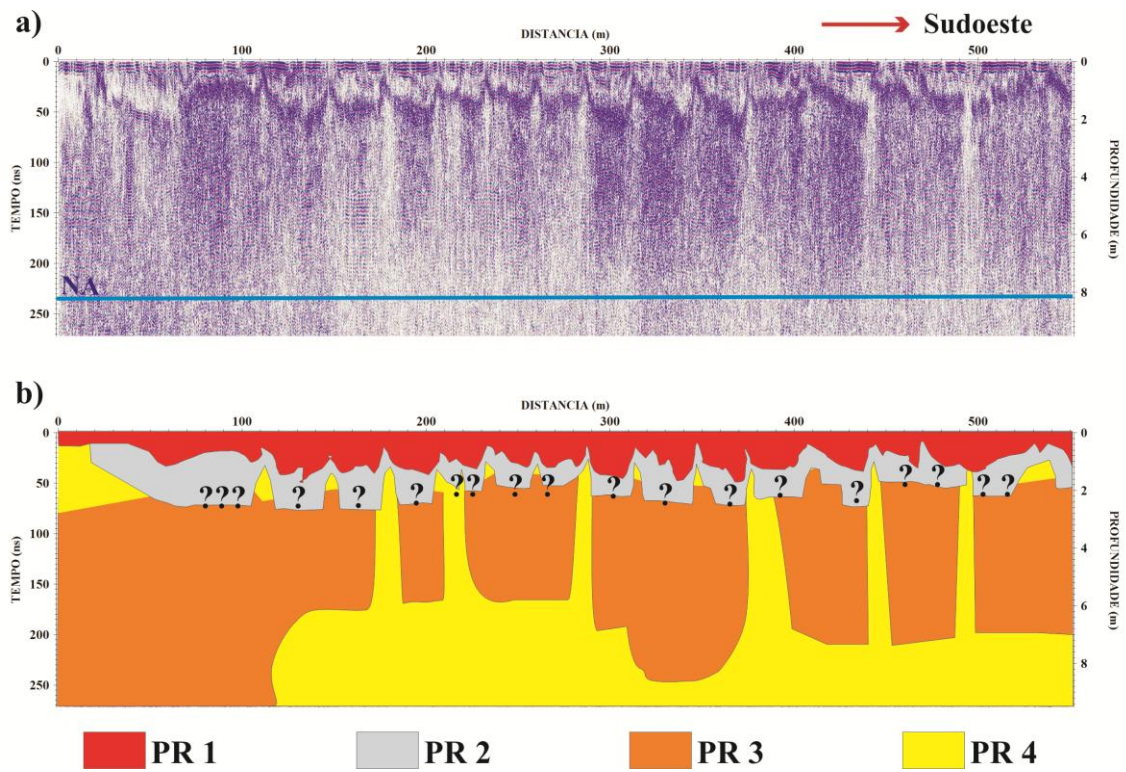 a)
Sudoeste
DISTANCIA (m)
0 100 200 300 400 500
TEMPO (ns)
0
50
100
150
200
250
PROFUNDIDADE (m)
0
2
4
6
8
NA
b)
DISTANCIA (m)
0 100 200 300 400 500
TEMPO (ns)
0
50
100
150
200
250
PROFUNDIDADE (m)
0
2
4
6
8
? ? ? ? ? ? ? ? ? ? ? ? ? ? ? ? ? ? ?
PR 1 PR 2 PR 3 PR 4